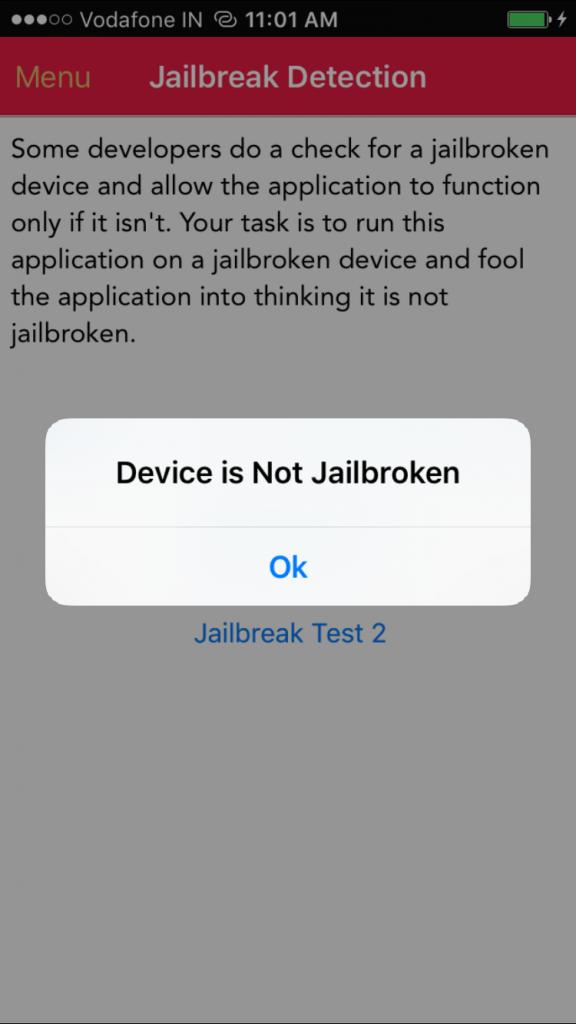 Vodafone IN 11:01 AM
Menu Jailbreak Detection
Some developers do a check for a jailbroken
device and allow the application to function
only if it isn't. Your task is to run this
application on a jailbroken device and fool
the application into thinking it is not
jailbroken.
Device is Not Jailbroken
Ok
Jailbreak Test 2